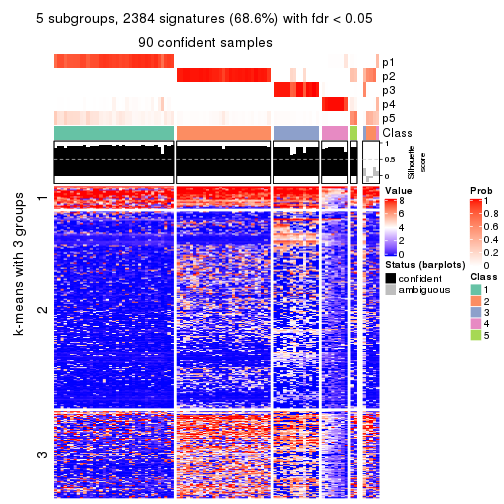 5 subgroups, 2384 signatures (68.6%) with fdr < 0.05
90 confident samples
p1
p2
p3
p4
p5
Class
1
0.5
0
Silhouette
score
k-means with 3 groups
1
2
3
Value
8
6
4
2
0
Status (barplots)
confident
ambiguous
Prob
1
0.8
0.6
0.4
0.2
0
Class
1
2
3
4
5